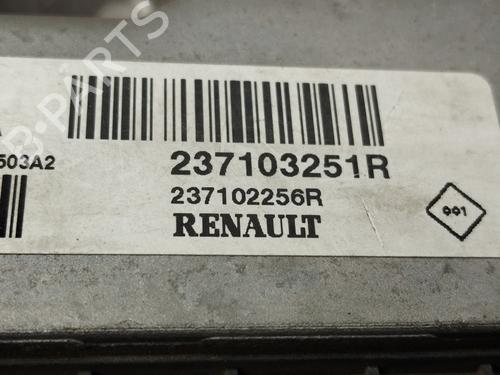 A
503A2
237103251R
237102256R
RENAULT
001
B-PARTS